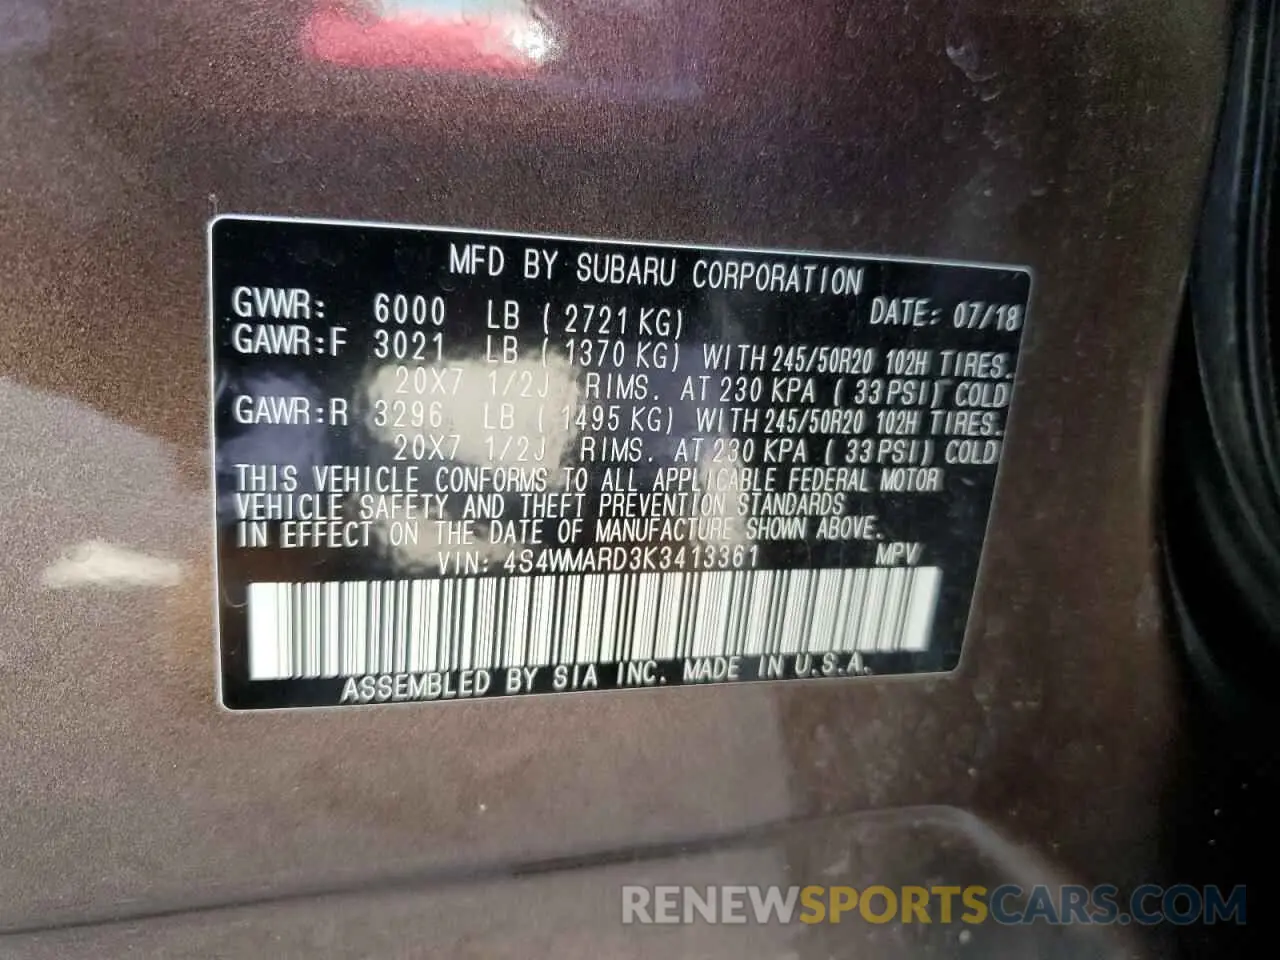 MFD BY SUBARU CORPORATION
GVWR: 6000 LB ( 2721 KG) DATE: 07/18
GAWR:F 3021 LB ( 1370 KG) WITH 245/50R20 102H TIRES.
20X7 1/2J RIMS. AT 230 KPA ( 33 PSI) COLD
GAWR:R 3296 LB ( 1495 KG) WITH 245/50R20 102H TIRES.
20X7 1/2J RIMS. AT 230 KPA ( 33 PSI) COLD
THIS VEHICLE CONFORMS TO ALL APPLICABLE FEDERAL MOTOR
VEHICLE SAFETY AND THEFT PREVENTION STANDARDS
IN EFFECT ON THE DATE OF MANUFACTURE SHOWN ABOVE.
VIN: 4S4WMARD3K3413361 MPV
ASSEMBLED BY SIA INC. MADE IN U.S.A.
RENEWSPORTSCARS.COM